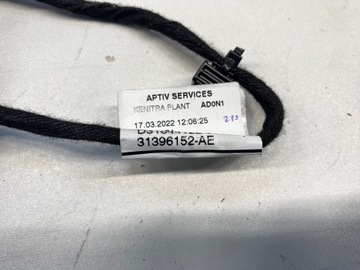 APTIV SERVICES
KENITRA PLANT AD0N1
17.03.2022 12:06:25
31396152-AE